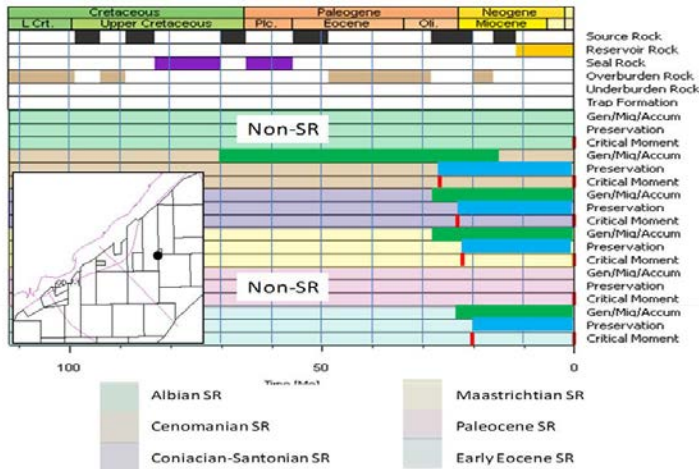 Cretaceous Paleogene Neogene
L Crt. Upper Cretaceous Plc. Eocene Oli. Miocene
Source Rock
Reservoir Rock
Seal Rock
Overburden Rock
Underburden Rock
Trap Formation
Gen/Mig/Accum
Non-SR Preservation
Critical Moment
Gen/Mig/Accum
Preservation
Critical Moment
Gen/Mig/Accum
Preservation
Critical Moment
Gen/Mig/Accum
Preservation
Critical Moment
Gen/Mig/Accum
Non-SR Preservation
Critical Moment
Gen/Mig/Accum
Preservation
Critical Moment
100 50 0
Time [Ma]
Albian SR Maastrichtian SR
Cenomanian SR Paleocene SR
Coniacian-Santonian SR Early Eocene SR